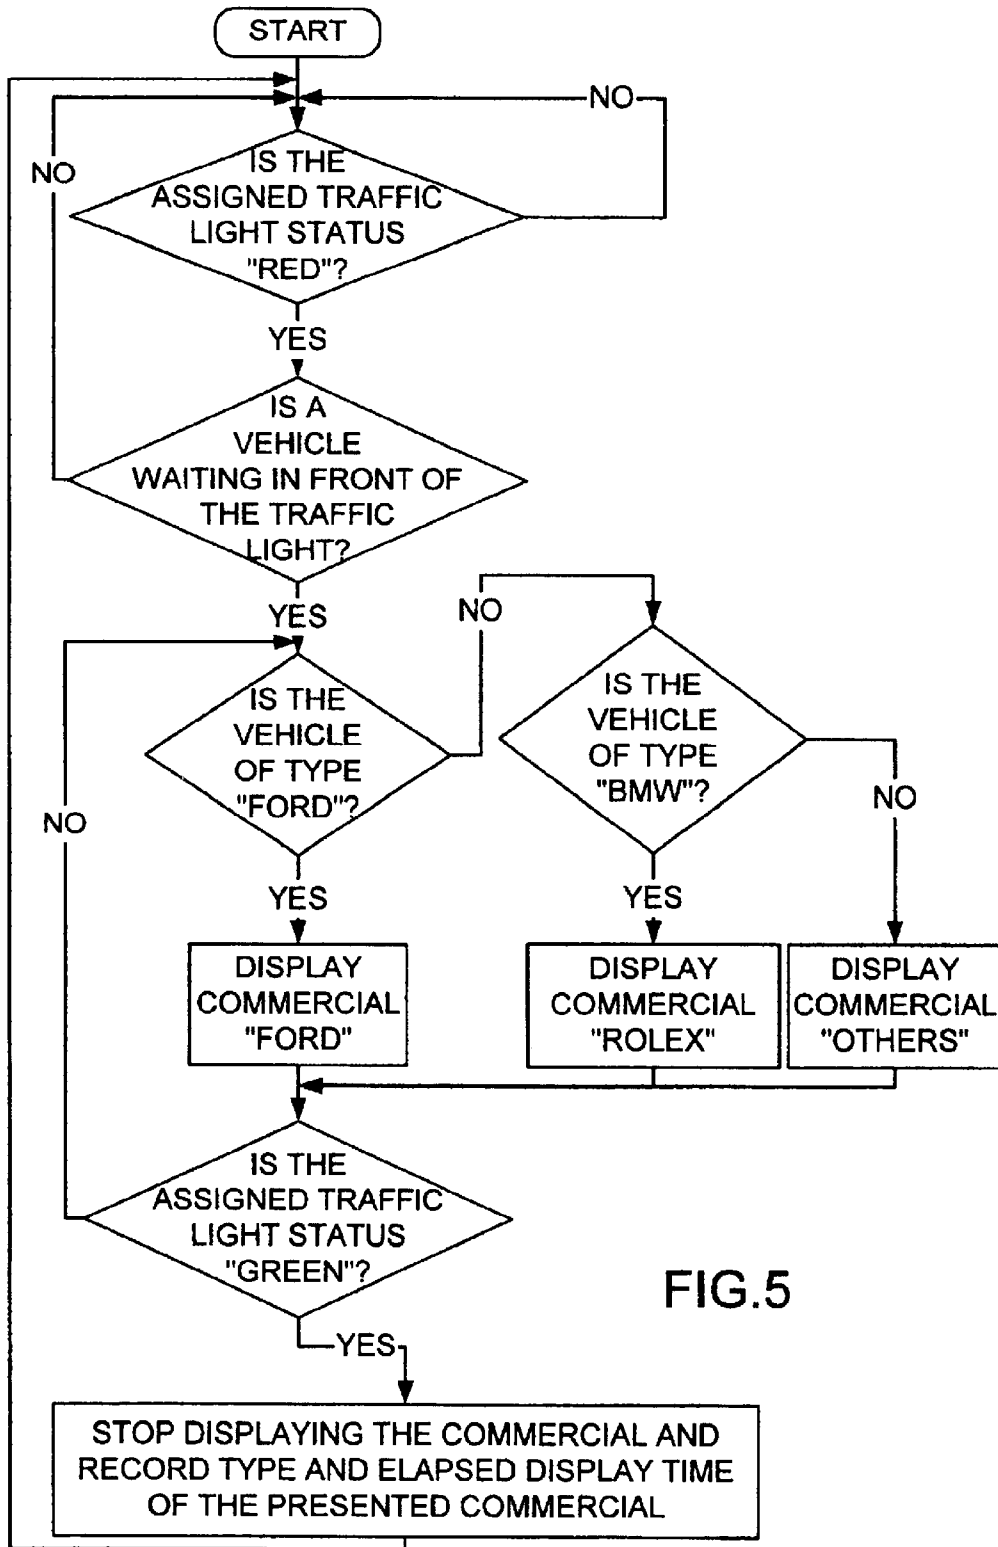 START
NO
NO
IS THE
ASSIGNED TRAFFIC
LIGHT STATUS
"RED"?
YES
IS A
VEHICLE
WAITING IN FRONT OF
THE TRAFFIC
LIGHT?
YES
NO
IS THE
VEHICLE
OF TYPE
"FORD"?
IS THE
VEHICLE
OF TYPE
"BMW"?
NO
NO
YES
YES
DISPLAY
COMMERCIAL
"FORD"
DISPLAY
COMMERCIAL
"ROLEX"
DISPLAY
COMMERCIAL
"OTHERS"
IS THE
ASSIGNED TRAFFIC
LIGHT STATUS
"GREEN"?
FIG.5
YES
STOP DISPLAYING THE COMMERCIAL AND
RECORD TYPE AND ELAPSED DISPLAY TIME
OF THE PRESENTED COMMERCIAL